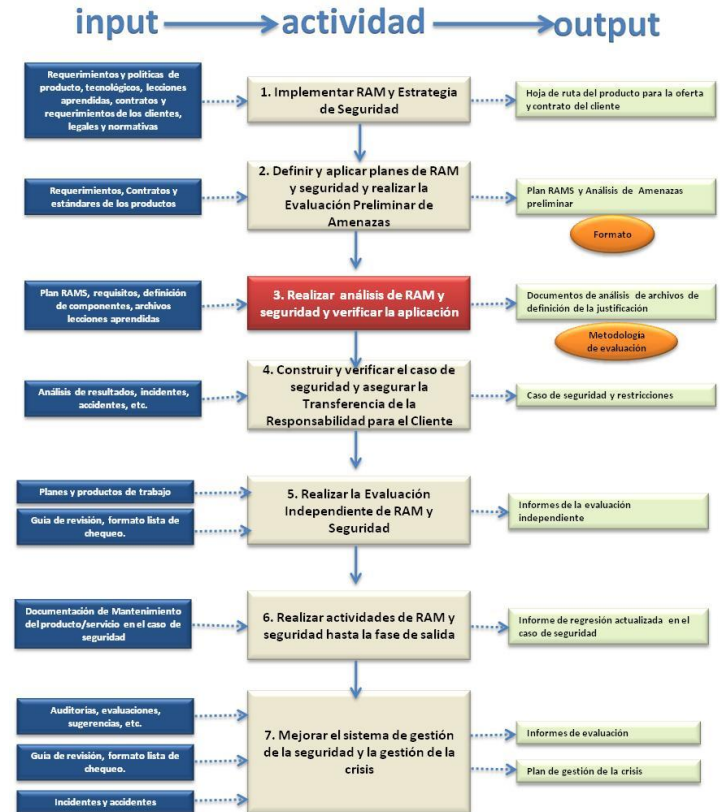 input actividad output
Requerimientos y políticas de
producto, tecnológicos, lecciones
aprendidas, contratos y
requerimientos de los clientes,
legales y normativas
1. Implementar RAM y Estrategia
de Seguridad
Hoja de ruta del producto para la oferta
y contrato del cliente
Requerimientos, Contratos y
estándares de los productos
2. Definir y aplicar planes de RAM
y seguridad y realizar la
Evaluación Preliminar de
Amenazas
Plan RAMS y Análisis de Amenazas
preliminar
Formato
Plan RAMS, requisitos, definición
de componentes, archivos
lecciones aprendidas
3. Realizar análisis de RAM y
seguridad y verificar la aplicación
Documentos de análisis de archivos de
definición de la justificación
Metodología
de evaluación
Análisis de resultados, incidentes,
accidentes, etc.
4. Construir y verificar el caso de
seguridad y asegurar la
Transferencia de la
Responsabilidad para el Cliente
Caso de seguridad y restricciones
Planes y productos de trabajo
Guia de revisión, formato lista de
chequeo.
5. Realizar la Evaluación
Independiente de RAM y
Seguridad
Informes de la evaluación
independiente
Documentación de Mantenimiento
del producto/servicio en el caso de
seguridad
6. Realizar actividades de RAM y
seguridad hasta la fase de salida
Informe de regresión actualizada en el
caso de seguridad
Auditorias, evaluaciones,
sugerencias, etc.
Guia de revisión, formato lista de
chequeo.
Incidentes y accidentes
7. Mejorar el sistema de gestión
de la seguridad y la gestión de la
crisis
Informes de evaluación
Plan de gestión de la crisis